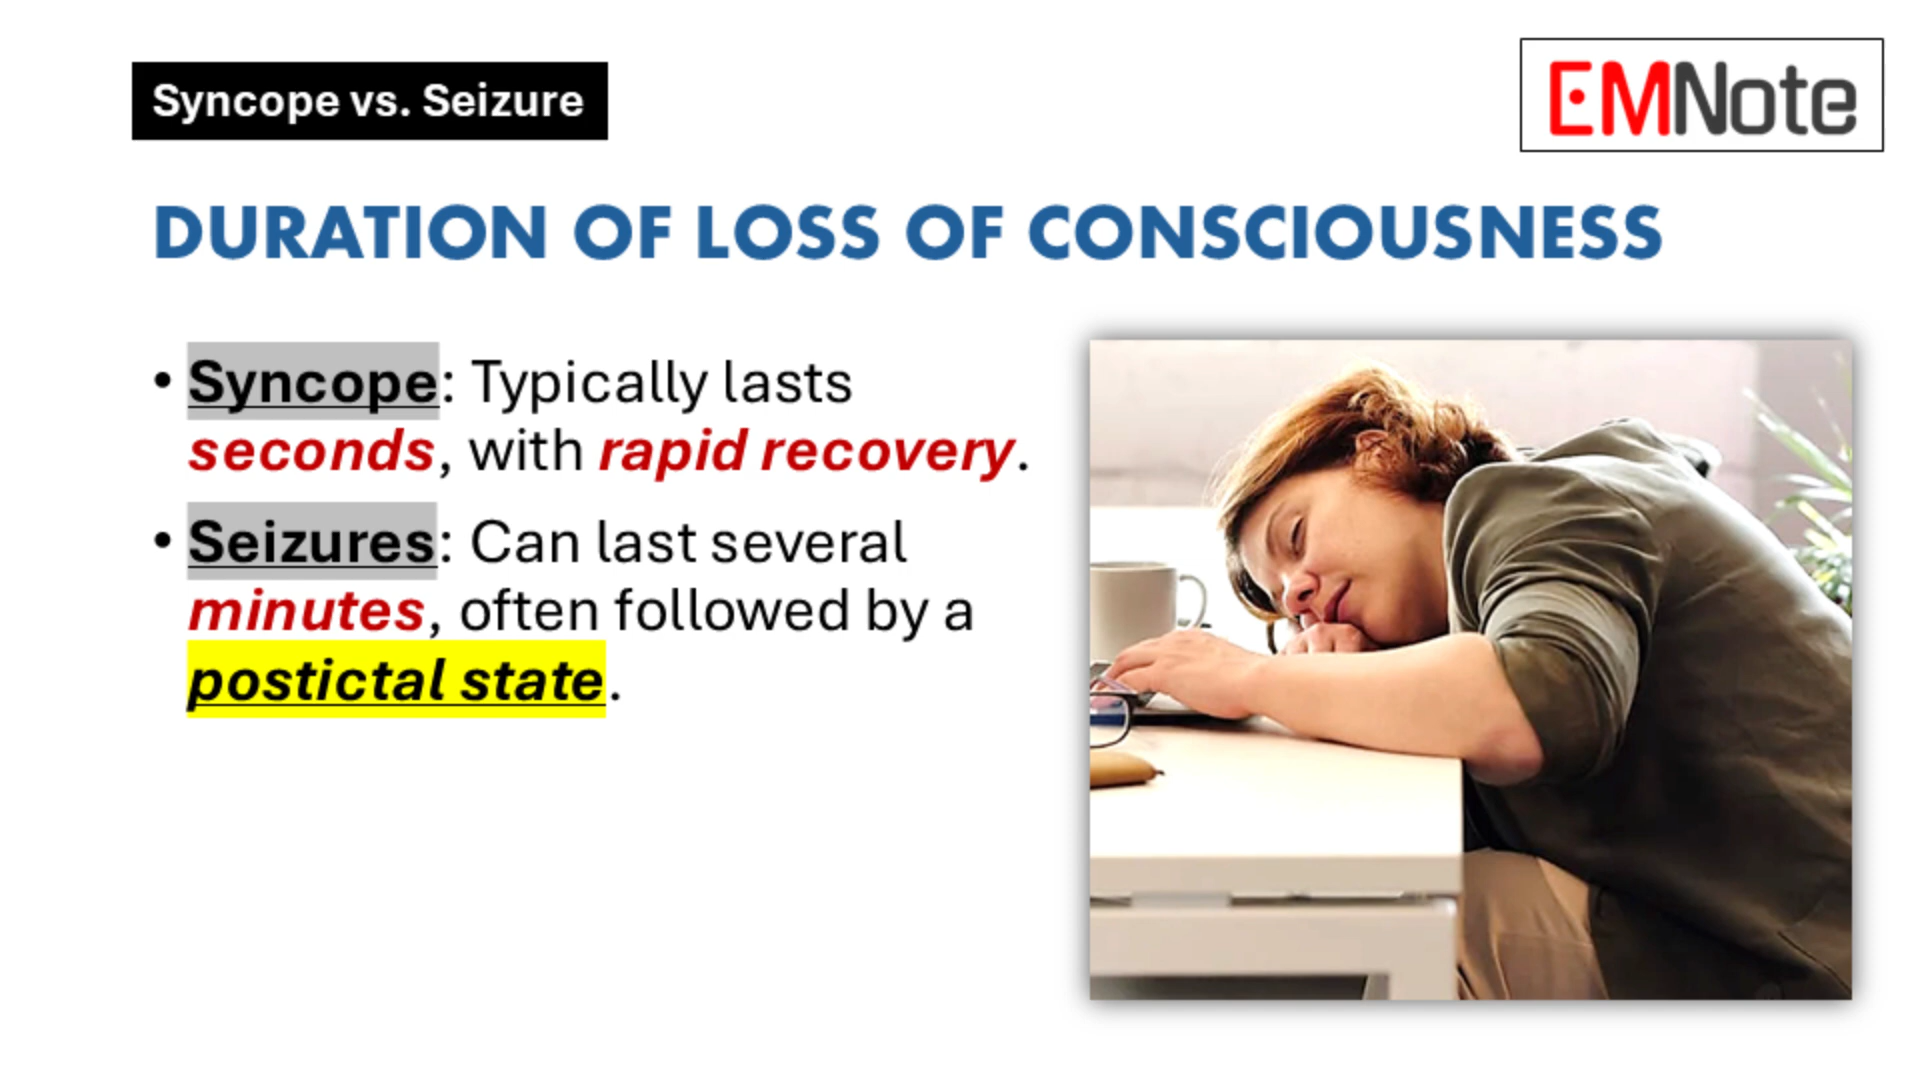 Syncope vs. Seizure
EMNote
DURATION OF LOSS OF CONSCIOUSNESS
• Syncope: Typically lasts
seconds, with rapid recovery.
• Seizures: Can last several
minutes, often followed by a
postictal state.